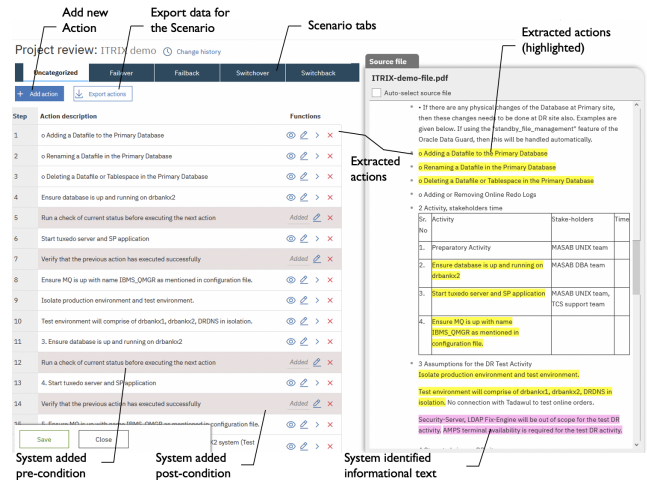 Add new
Action
Export data for
the Scenario
Scenario tabs
Extracted actions
(highlighted)
Project review: ITRIX demo Change history
Uncategorized Failover Failback Switchover Switchback
+ Add action Export actions
Step Action description Functions
1 o Adding a Datafile to the Primary Database
2 o Renaming a Datafile in the Primary Database
3 o Deleting a Datafile or Tablespace in the Primary Database
4 Ensure database is up and running on drbankx2
5 Run a check of current status before executing the next action Added
6 Start tuxedo server and SP application
7 Verify that the previous action has executed successfully Added
8 Ensure MQ is up with name IBMS_QMGR as mentioned in configuration file.
9 Isolate production environment and test environment.
10 Test environment will comprise of drbankx1, drbankx2, DRDNS in isolation.
11 3. Ensure database is up and running on drbankx2
12 Run a check of current status before executing the next action Added
13 4. Start tuxedo server and SP application
14 Verify that the previous action has executed successfully Added
15 5. Ensure MQ is up with name IBMS_QMGR as mentioned in configuration file.
X2 system (Test
Save Close
Extracted
actions
System added
pre-condition
System added
post-condition
Source file
ITRIX-demo-file.pdf
Auto-select source file
• If there are any physical changes of the Database at Primary site,
then these changes needs to be done at DR site also. Examples are
given below. If using the "standby_file_management" feature of the
Oracle Data Guard, then this will be handled automatically.
o Adding a Datafile to the Primary Database
o Renaming a Datafile in the Primary Database
o Deleting a Datafile or Tablespace in the Primary Database
o Adding or Removing Online Redo Logs
2 Activity, stakeholders time
Sr. No Activity Stake-holders Time
1. Preparatory Activity MASAB UNIX team
2. Ensure database is up and running on MASAB DBA team
drbankx2
3. Start tuxedo server and SP application MASAB UNIX team,
TCS support team
4. Ensure MQ is up with name
IBMS_QMGR as mentioned in
configuration file.
3 Assumptions for the DR Test Activity
Isolate production environment and test environment.
Test environment will comprise of drbankx1, drbankx2, DRDNS in
isolation. No connection with Tadawul to test online orders.
Security-Server, LDAP Fix-Engine will be out of scope for the test DR
activity. AMPS terminal availability is required for the test DR activity.
System identified
informational text